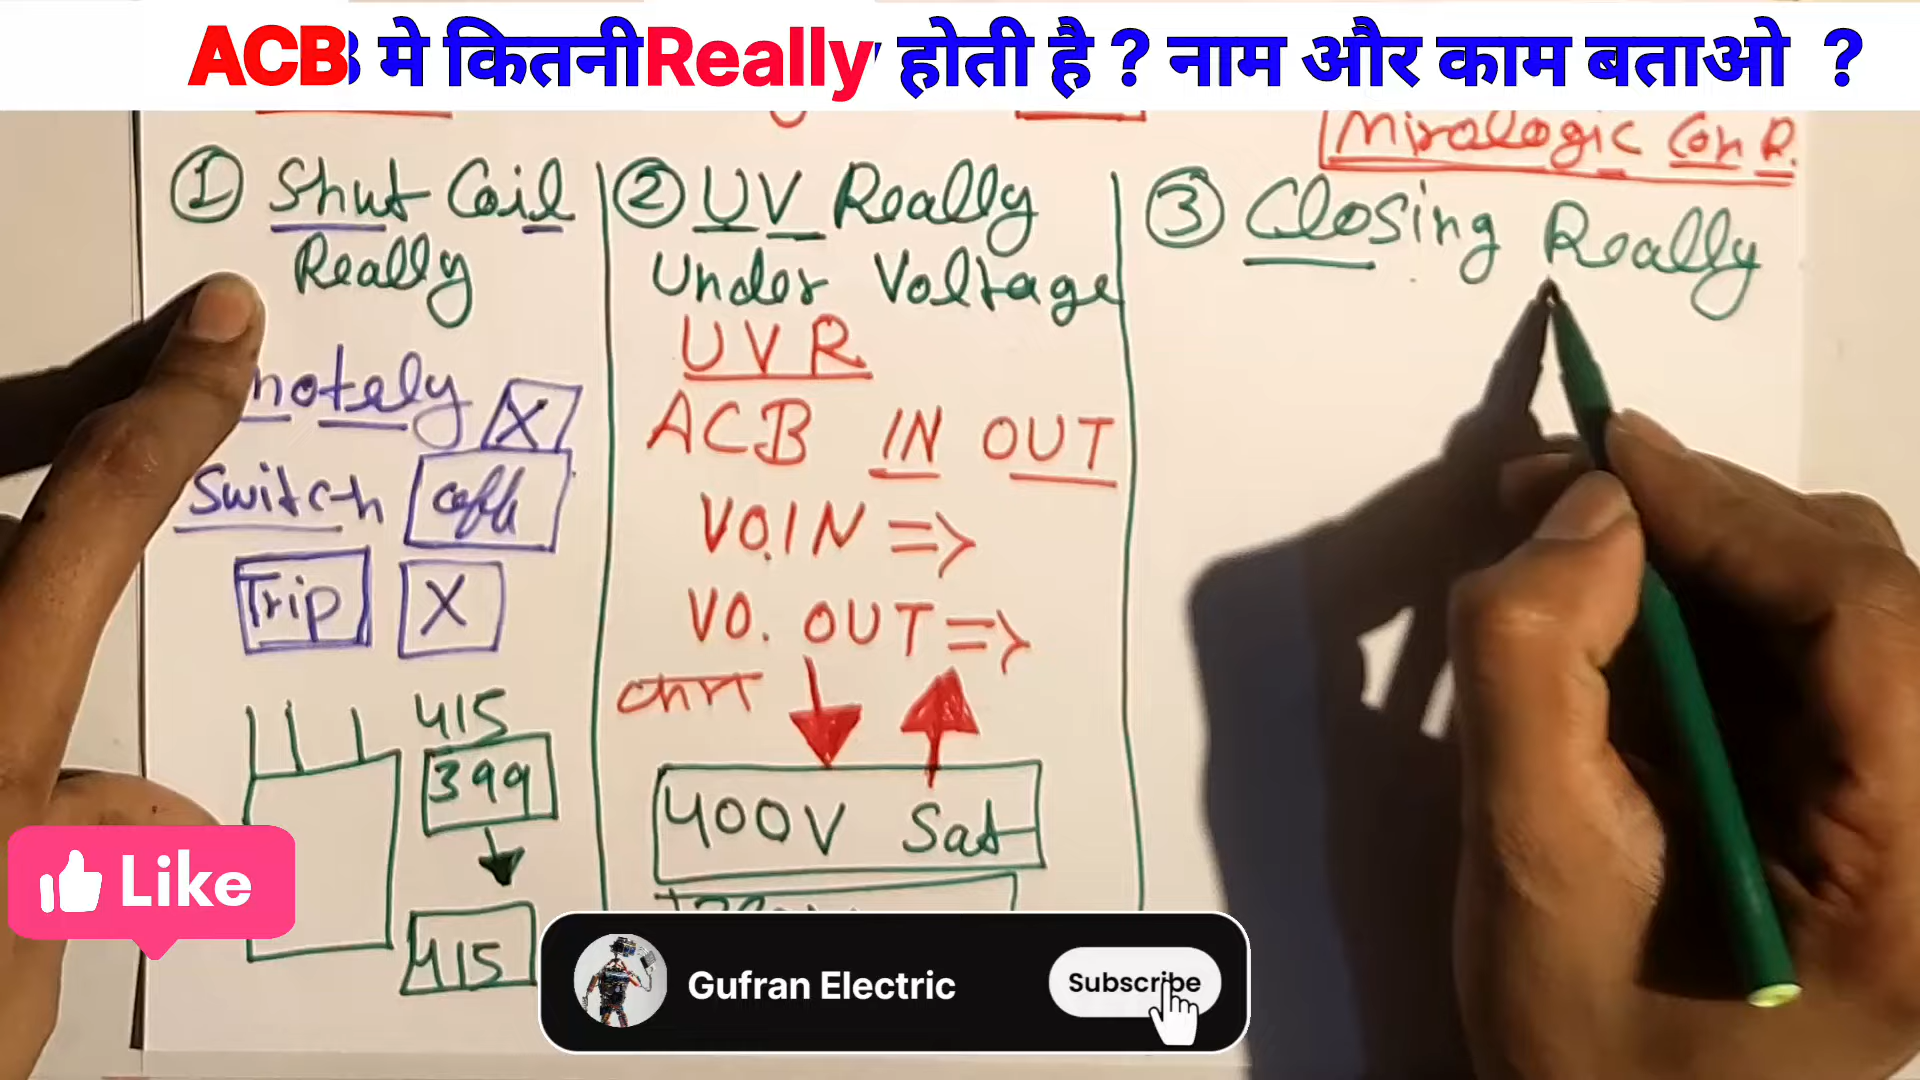 ACB मे कितनी Really होती है ? नाम और काम बताओ ?
① Shut Coil
Really
motely
X
Switch
Trip
X
415
399
415
② UV Really
Under Voltage
UVR
ACB IN OUT
VO.IN =>
VO. OUT =>
400V Sat
Miralogic Con R.
③ Closing Really
Like
Gufran Electric
Subscribe